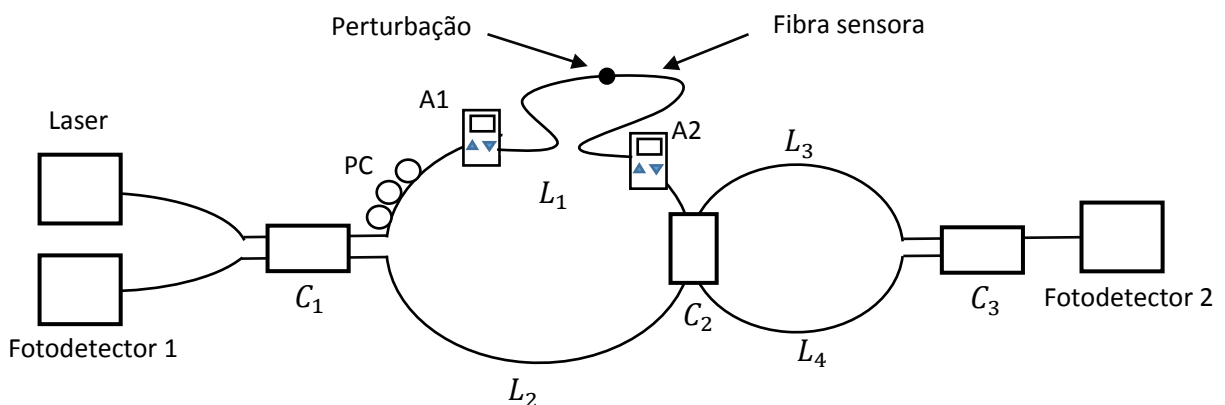 Perturbação
Fibra sensora
A1
Laser
A2
PC
L₃
L₁
C₁
C₂
C₃
Fotodetector 2
Fotodetector 1
L₄
L₂